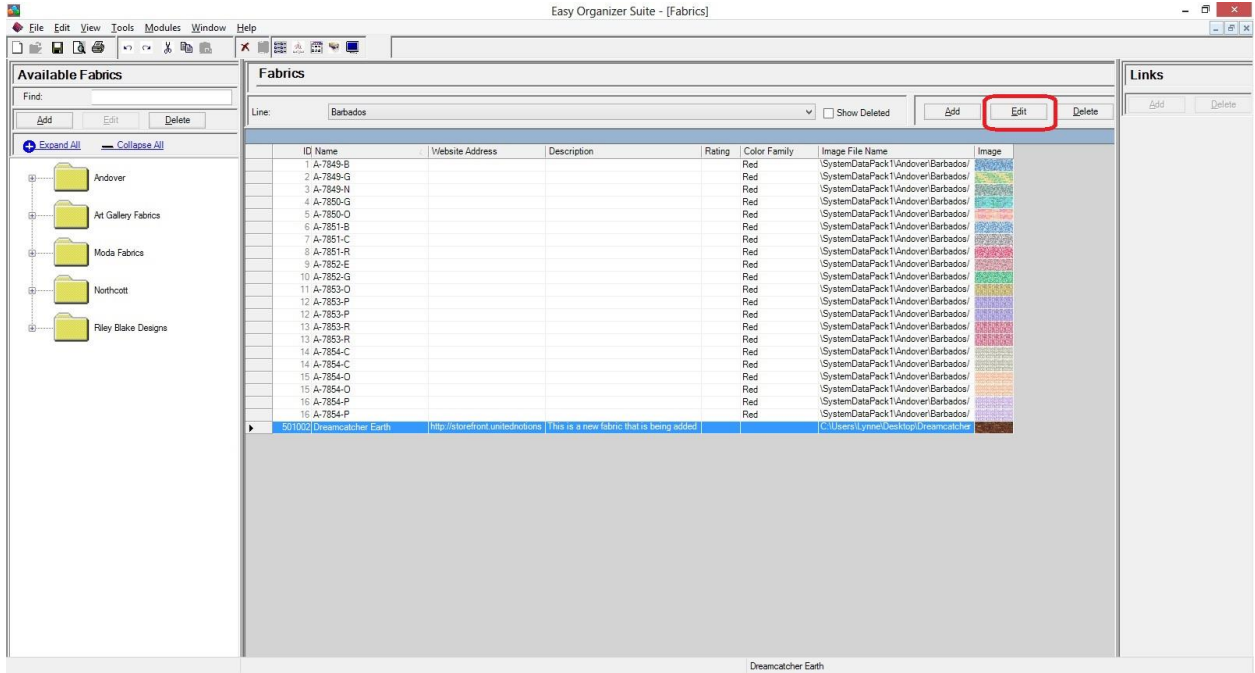 Easy Organizer Suite - [Fabrics]
File Edit View Tools Modules Window Help
Available Fabrics
Find:
Add Edit Delete
Expand All Collapse All
Andover
Art Gallery Fabrics
Moda Fabrics
Northcott
Riley Blake Designs
Fabrics
Line: Barbados Show Deleted Add Edit Delete
ID Name Website Address Description Rating Color Family Image File Name Image
1 A-7849-B Red \SystemDataPack1\Andover\Barbados/
2 A-7849-G Red \SystemDataPack1\Andover\Barbados/
3 A-7849-N Red \SystemDataPack1\Andover\Barbados/
4 A-7850-G Red \SystemDataPack1\Andover\Barbados/
5 A-7850-O Red \SystemDataPack1\Andover\Barbados/
6 A-7851-B Red \SystemDataPack1\Andover\Barbados/
7 A-7851-C Red \SystemDataPack1\Andover\Barbados/
8 A-7851-R Red \SystemDataPack1\Andover\Barbados/
9 A-7852-E Red \SystemDataPack1\Andover\Barbados/
10 A-7852-G Red \SystemDataPack1\Andover\Barbados/
11 A-7853-O Red \SystemDataPack1\Andover\Barbados/
12 A-7853-P Red \SystemDataPack1\Andover\Barbados/
12 A-7853-P Red \SystemDataPack1\Andover\Barbados/
13 A-7853-R Red \SystemDataPack1\Andover\Barbados/
13 A-7853-R Red \SystemDataPack1\Andover\Barbados/
14 A-7854-C Red \SystemDataPack1\Andover\Barbados/
14 A-7854-C Red \SystemDataPack1\Andover\Barbados/
15 A-7854-O Red \SystemDataPack1\Andover\Barbados/
15 A-7854-O Red \SystemDataPack1\Andover\Barbados/
16 A-7854-P Red \SystemDataPack1\Andover\Barbados/
16 A-7854-P Red \SystemDataPack1\Andover\Barbados/
501002 Dreamcatcher Earth http://storefront.unitednotions This is a new fabric that is being added C:\Users\Lynne\Desktop\Dreamcatcher
Links
Add Delete
Dreamcatcher Earth